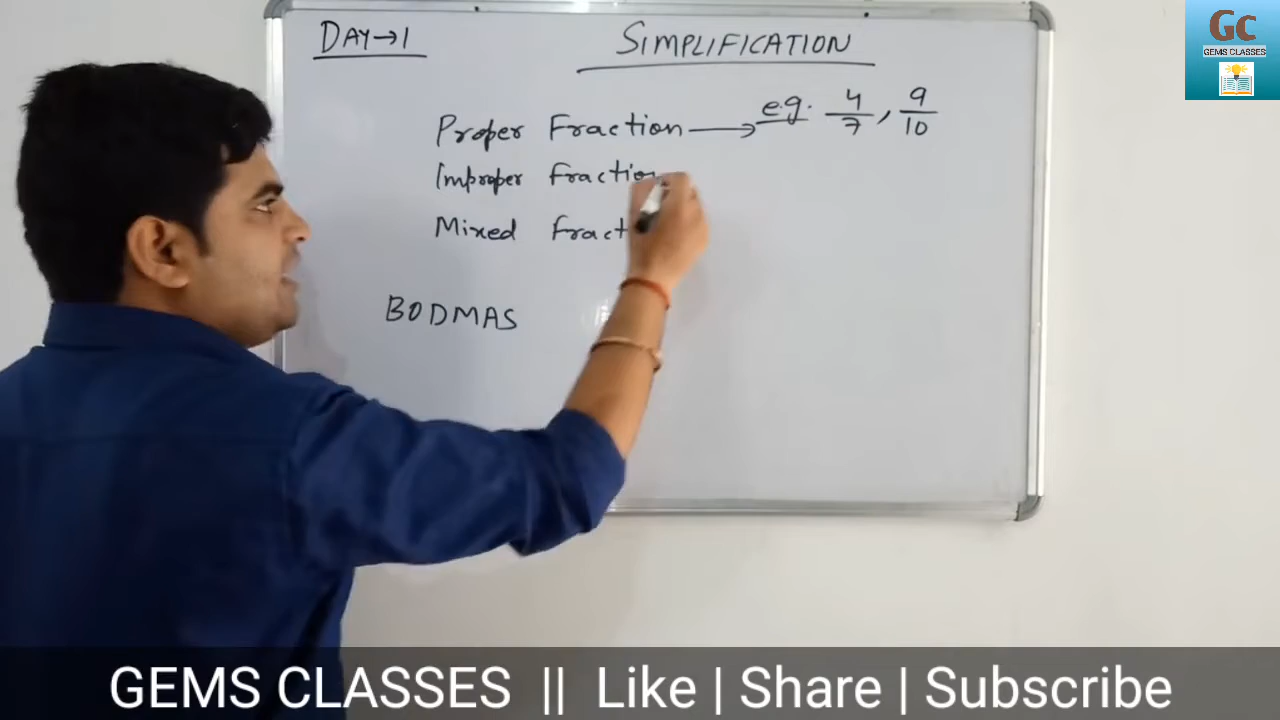 DAY→1
SIMPLIFICATION
Proper Fraction → e.g. 4/7, 9/10
Improper Fraction
Mixed Fract
BODMAS
GC
GEMS CLASSES
GEMS CLASSES || Like | Share | Subscribe